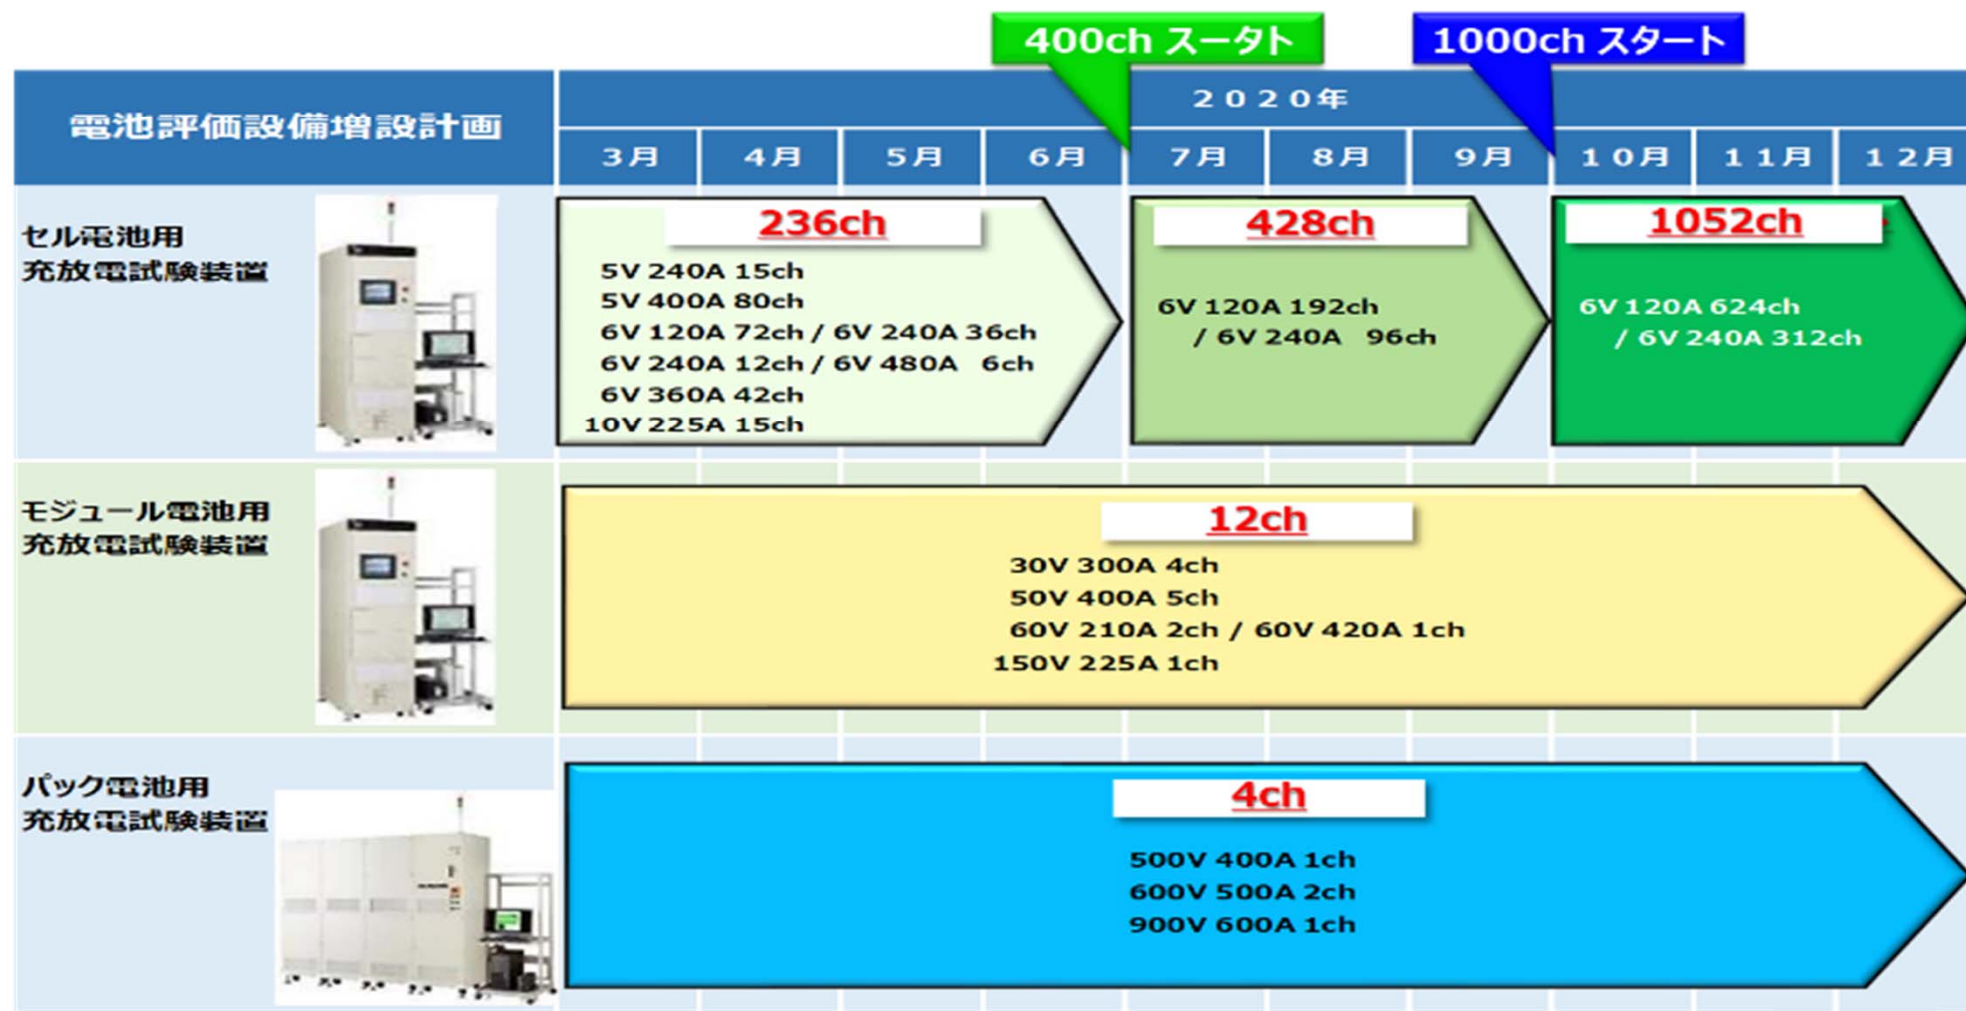 400ch スータト
1000ch スタート
電池評価設備増設計画
２０２０年
３月 ４月 ５月 ６月 ７月 ８月 ９月 １０月 １１月 １２月
セル電池用
充放電試験装置
236ch
5V 240A 15ch
5V 400A 80ch
6V 120A 72ch / 6V 240A 36ch
6V 240A 12ch / 6V 480A 6ch
6V 360A 42ch
10V 225A 15ch
428ch
6V 120A 192ch
/ 6V 240A 96ch
1052ch
6V 120A 624ch
/ 6V 240A 312ch
モジュール電池用
充放電試験装置
12ch
30V 300A 4ch
50V 400A 5ch
60V 210A 2ch / 60V 420A 1ch
150V 225A 1ch
パック電池用
充放電試験装置
4ch
500V 400A 1ch
600V 500A 2ch
900V 600A 1ch